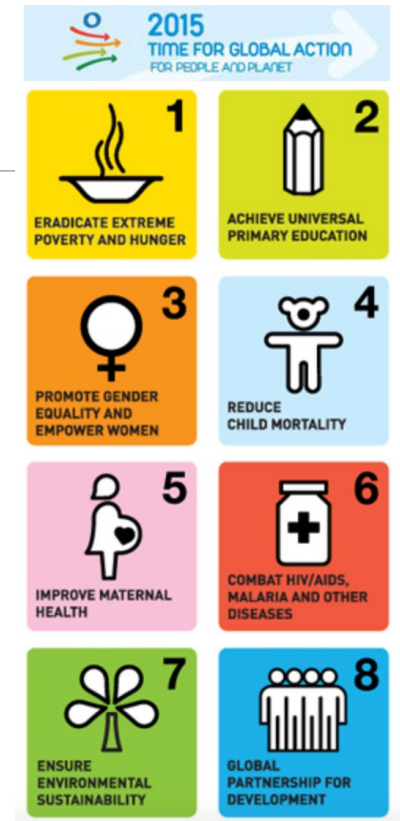 2015
TIME FOR GLOBAL ACTION
FOR PEOPLE AND PLANET
1
ERADICATE EXTREME
POVERTY AND HUNGER
2
ACHIEVE UNIVERSAL
PRIMARY EDUCATION
3
PROMOTE GENDER
EQUALITY AND
EMPOWER WOMEN
4
REDUCE
CHILD MORTALITY
5
IMPROVE MATERNAL
HEALTH
6
COMBAT HIV/AIDS,
MALARIA AND OTHER
DISEASES
7
ENSURE
ENVIRONMENTAL
SUSTAINABILITY
8
GLOBAL
PARTNERSHIP FOR
DEVELOPMENT